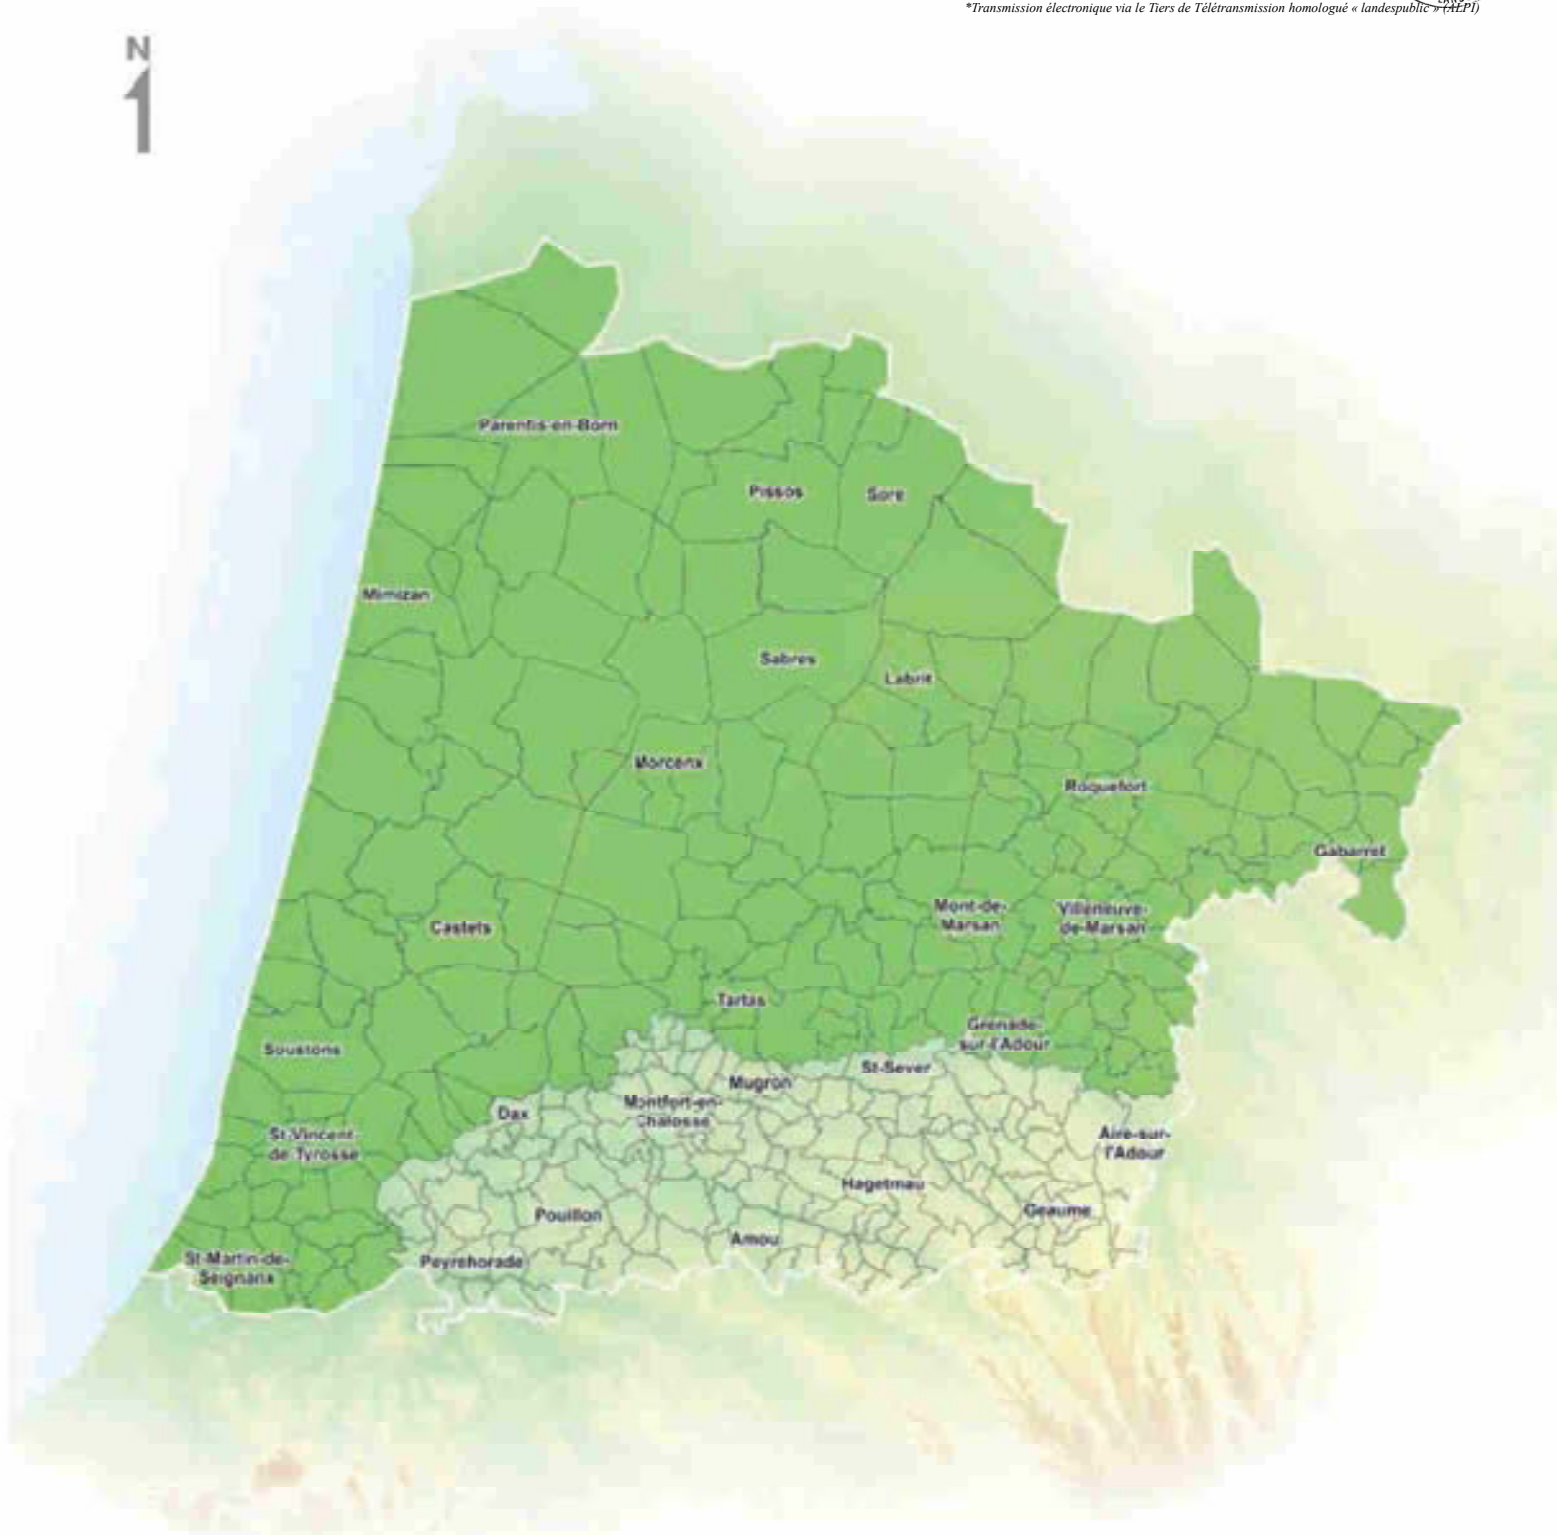 *Transmission électronique via le Tiers de Télétransmission homologué « landespublic » (ALPI)
N
Parentis-en-Born
Pissos
Sore
Mimizan
Sabres
Labrit
Morcenx
Roquefort
Gabarret
Mont-de-
Marsan
Villeneuve-
de-Marsan
Castets
Tartas
Grenade-
sur-l'Adour
Soustons
St-Sever
Mugron
Montfort-en-
Chalosse
Dax
St-Vincent-
de-Tyrosse
Aire-sur-
l'Adour
Hagetmau
Geaune
Pouillon
Amou
Peyrehorade
St-Martin-de-
Seignanx